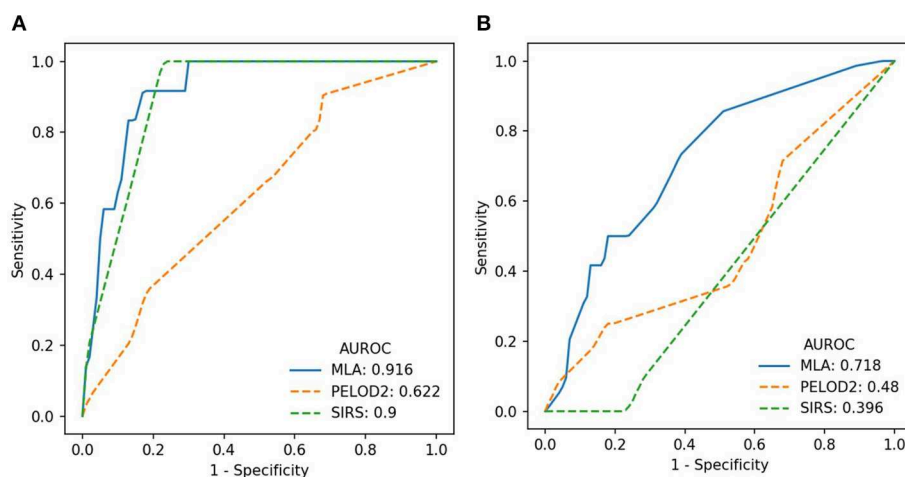 A
1.0
0.8
0.6
0.4
0.2
0.0
Sensitivity
AUROC
MLA: 0.916
PELOD2: 0.622
SIRS: 0.9
0.0 0.2 0.4 0.6 0.8 1.0
1 - Specificity
B
1.0
0.8
0.6
0.4
0.2
0.0
Sensitivity
AUROC
MLA: 0.718
PELOD2: 0.48
SIRS: 0.396
0.0 0.2 0.4 0.6 0.8 1.0
1 - Specificity